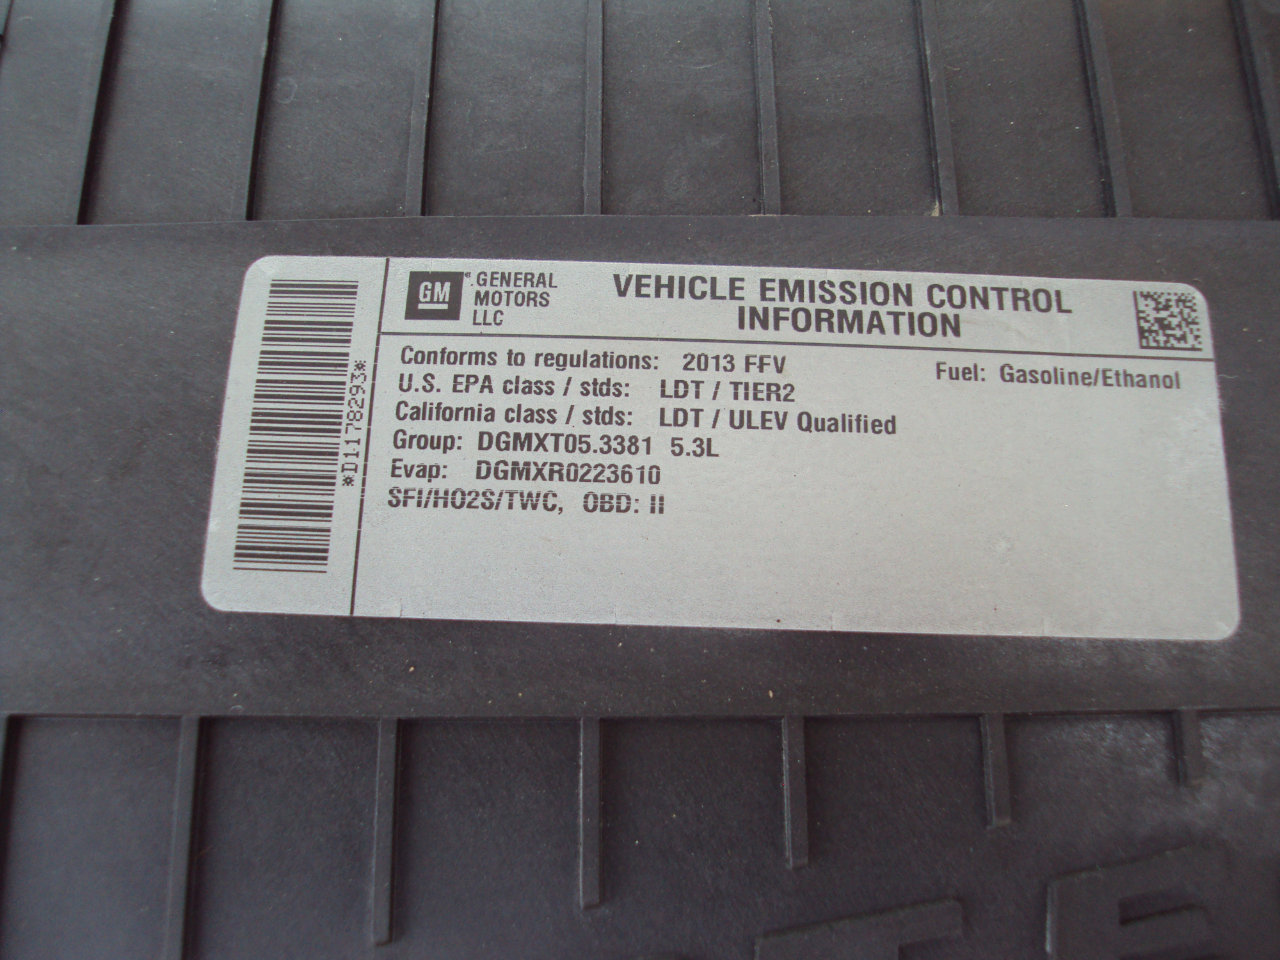 *D1178293*
GM GENERAL
MOTORS
LLC
VEHICLE EMISSION CONTROL
INFORMATION
Conforms to regulations: 2013 FFV
Fuel: Gasoline/Ethanol
U.S. EPA class / stds: LDT / TIER2
California class / stds: LDT / ULEV Qualified
Group: DGMXT05.3381 5.3L
Evap: DGMXR0223610
SFI/HO2S/TWC, OBD: II